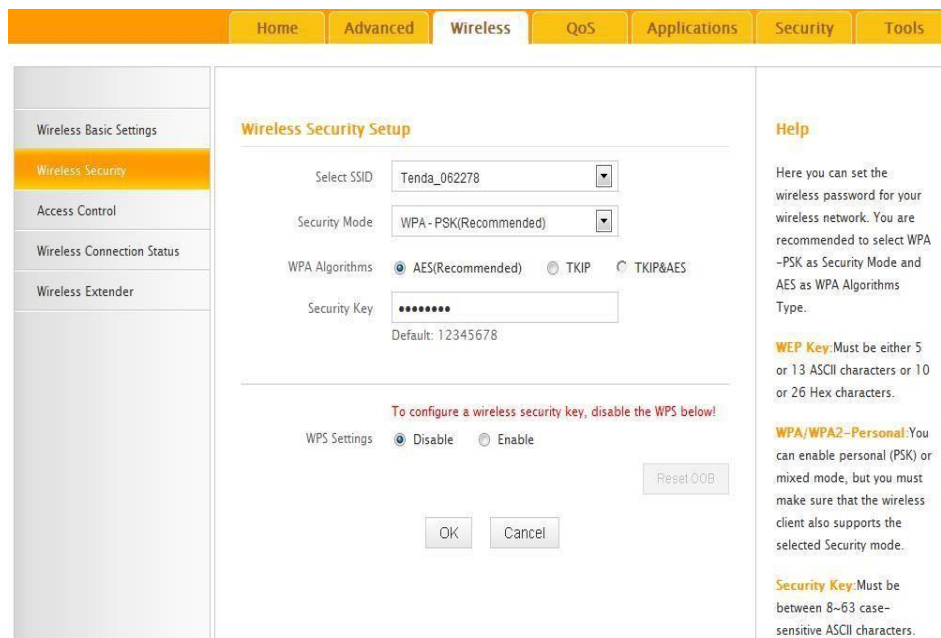 Home Advanced Wireless QoS Applications Security Tools
Wireless Basic Settings
Wireless Security
Access Control
Wireless Connection Status
Wireless Extender
Wireless Security Setup
Select SSID Tenda_062278
Security Mode WPA - PSK(Recommended)
WPA Algorithms AES(Recommended) TKIP TKIP&AES
Security Key ••••••••
Default: 12345678
To configure a wireless security key, disable the WPS below!
WPS Settings Disable Enable
Reset OOB
OK Cancel
Help
Here you can set the
wireless password for your
wireless network. You are
recommended to select WPA
-PSK as Security Mode and
AES as WPA Algorithms
Type.
WEP Key:Must be either 5
or 13 ASCII characters or 10
or 26 Hex characters.
WPA/WPA2-Personal:You
can enable personal (PSK) or
mixed mode, but you must
make sure that the wireless
client also supports the
selected Security mode.
Security Key:Must be
between 8~63 case-
sensitive ASCII characters.